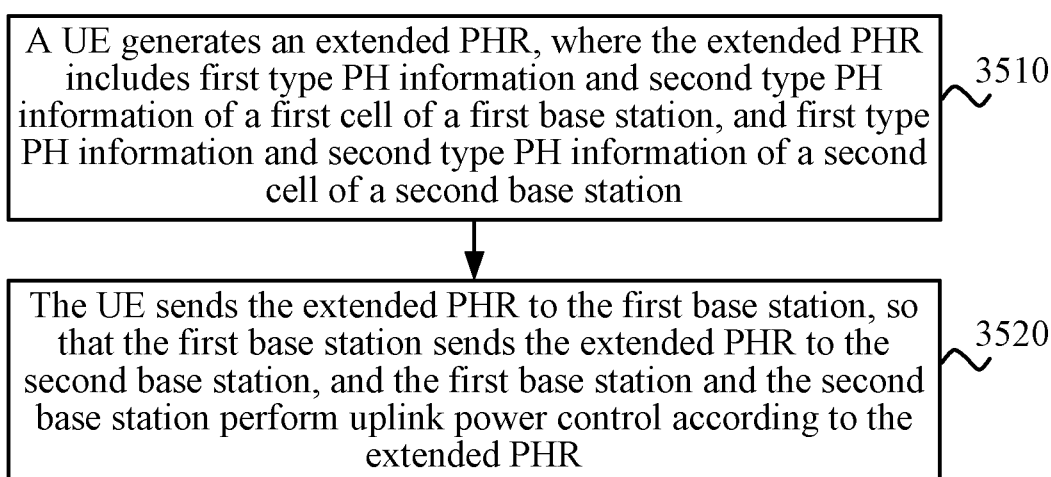 A UE generates an extended PHR, where the extended PHR
includes first type PH information and second type PH
information of a first cell of a first base station, and first type
PH information and second type PH information of a second
cell of a second base station
3510
The UE sends the extended PHR to the first base station, so
that the first base station sends the extended PHR to the
second base station, and the first base station and the second
base station perform uplink power control according to the
extended PHR
3520